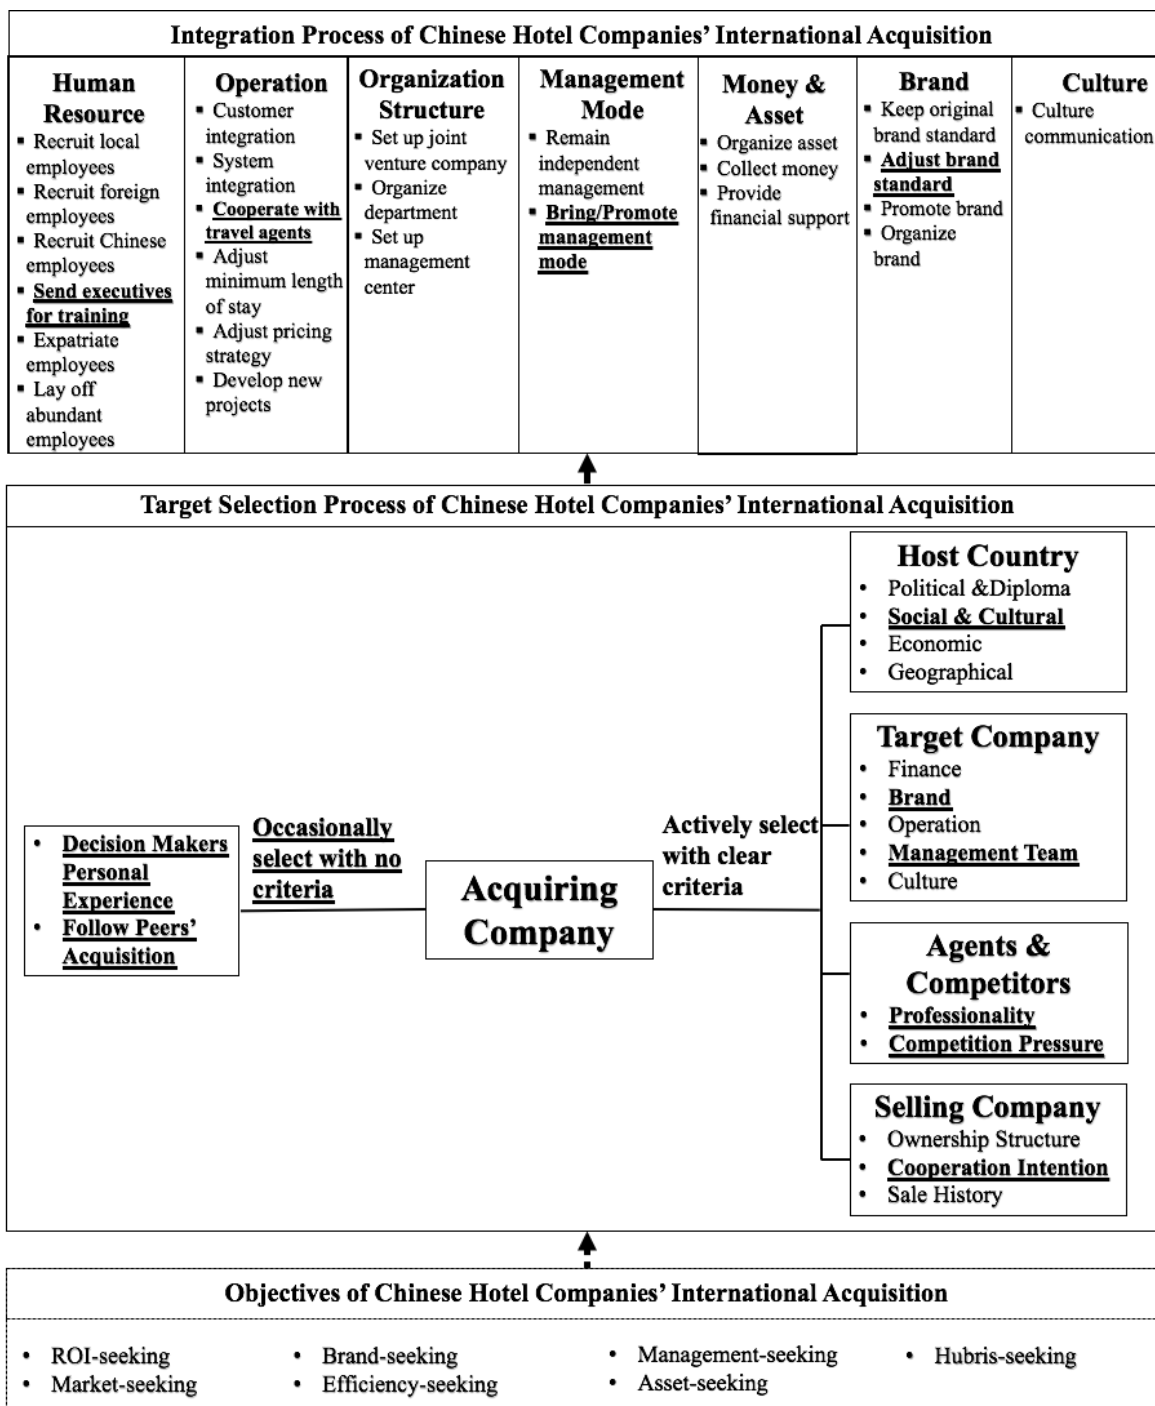 Integration Process of Chinese Hotel Companies' International Acquisition
Human
Resource
▪ Recruit local
employees
▪ Recruit foreign
employees
▪ Recruit Chinese
employees
▪ Send executives
for training
▪ Expatriate
employees
▪ Lay off
abundant
employees
Operation
▪ Customer
integration
▪ System
integration
▪ Cooperate with
travel agents
▪ Adjust
minimum length
of stay
▪ Adjust pricing
strategy
▪ Develop new
projects
Organization
Structure
▪ Set up joint
venture company
▪ Organize
department
▪ Set up
management
center
Management
Mode
▪ Remain
independent
management
▪ Bring/Promote
management
mode
Money &
Asset
▪ Organize asset
▪ Collect money
▪ Provide
financial support
Brand
▪ Keep original
brand standard
▪ Adjust brand
standard
▪ Promote brand
▪ Organize
brand
Culture
▪ Culture
communication
Target Selection Process of Chinese Hotel Companies' International Acquisition
• Decision Makers
Personal
Experience
• Follow Peers'
Acquisition
Occasionally
select with no
criteria
Acquiring
Company
Actively select
with clear
criteria
Host Country
• Political &Diploma
• Social & Cultural
• Economic
• Geographical
Target Company
• Finance
• Brand
• Operation
• Management Team
• Culture
Agents &
Competitors
• Professionality
• Competition Pressure
Selling Company
• Ownership Structure
• Cooperation Intention
• Sale History
Objectives of Chinese Hotel Companies' International Acquisition
• ROI-seeking
• Market-seeking
• Brand-seeking
• Efficiency-seeking
• Management-seeking
• Asset-seeking
• Hubris-seeking